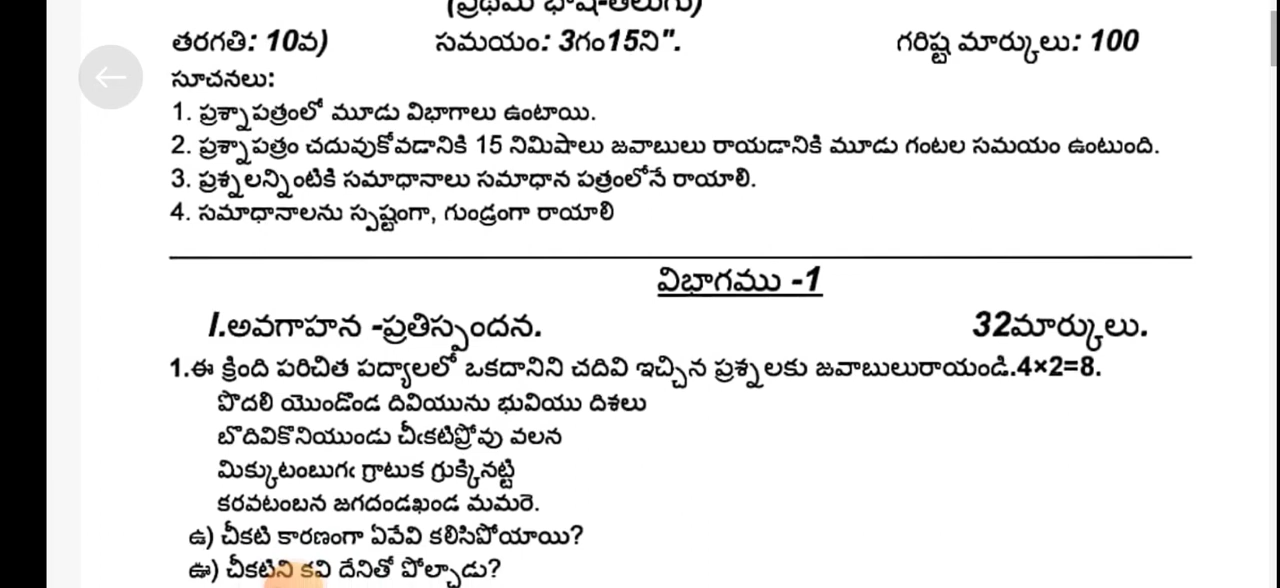 (ప్రథమ భాష-తెలుగు)
తరగతి: 10వ) సమయం: 3గం15ని". గరిష్ట మార్కులు: 100
సూచనలు:
1. ప్రశ్నాపత్రంలో మూడు విభాగాలు ఉంటాయి.
2. ప్రశ్నాపత్రం చదువుకోవడానికి 15 నిమిషాలు జవాబులు రాయడానికి మూడు గంటల సమయం ఉంటుంది.
3. ప్రశ్నలన్నింటికి సమాధానాలు సమాధాన పత్రంలోనే రాయాలి.
4. సమాధానాలను స్పష్టంగా, గుండ్రంగా రాయాలి
విభాగము -1
I.అవగాహన -ప్రతిస్పందన. 32మార్కులు.
1.ఈ క్రింది పరిచిత పద్యాలలో ఒకదానిని చదివి ఇచ్చిన ప్రశ్నలకు జవాబులురాయండి.4×2=8.
పొదలి యొండొండ దివియును భువియు దిశలు
బొదివికొనియుండు చీఁకటిప్రోవు వలన
మిక్కుటంబుగఁ గ్రాటుక గ్రుక్కినట్టి
కరవటంబన జగదండఖండ మమరె.
ఉ) చీకటి కారణంగా ఏవేవి కలిసిపోయాయి?
ఊ) చీకటిని కవి దేనితో పోల్చాడు?